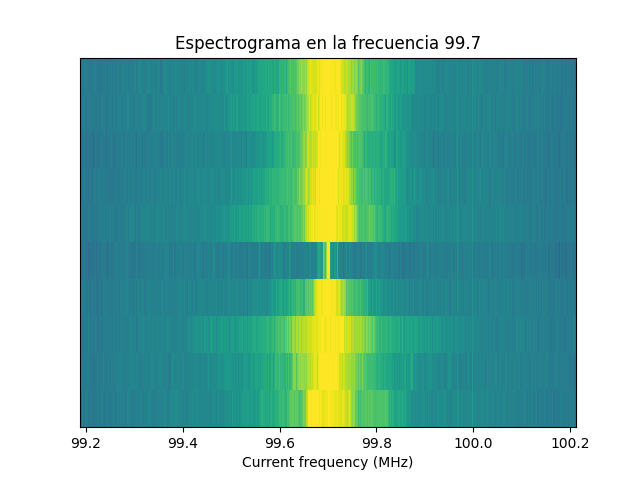 Espectrograma en la frecuencia 99.7
99.2 99.4 99.6 99.8 100.0 100.2
Current frequency (MHz)